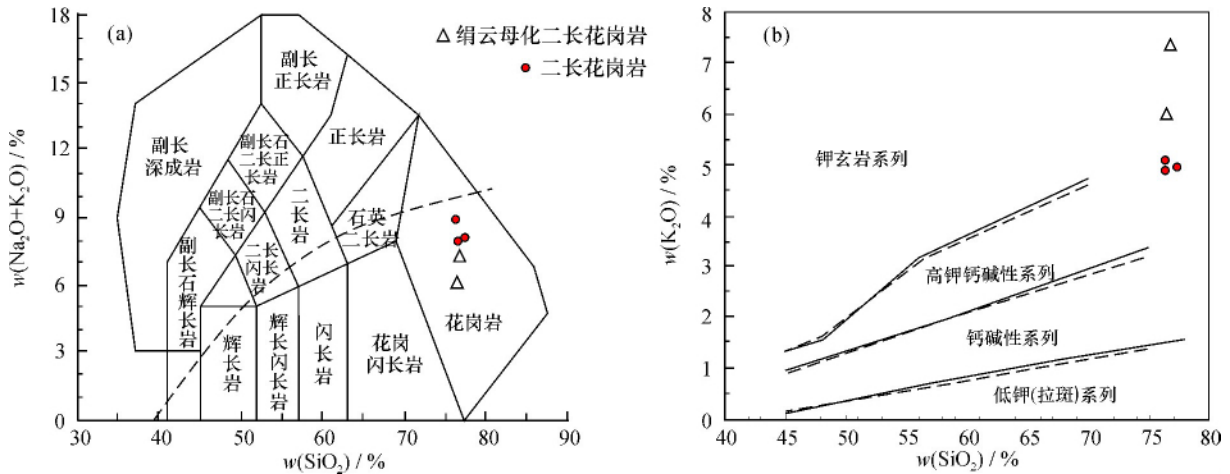 (a)
△ 绢云母化二长花岗岩
● 二长花岗岩
w(Na₂O+K₂O) / %
18
15
12
9
6
3
0
副长
正长岩
副长
深成岩
副长石
二长正
长岩
正长岩
副长石
二长闪
长岩
二长岩
石英
二长岩
二长
闪长
岩
副长石辉长岩
辉长岩
辉长闪长岩
闪长岩
花岗
闪长岩
花岗岩
30
40
50
60
70
80
90
w(SiO₂) / %
(b)
w(K₂O) / %
8
7
6
5
4
3
2
1
0
钾玄岩系列
高钾钙碱性系列
钙碱性系列
低钾(拉斑)系列
40
45
50
55
60
65
70
75
80
w(SiO₂) / %